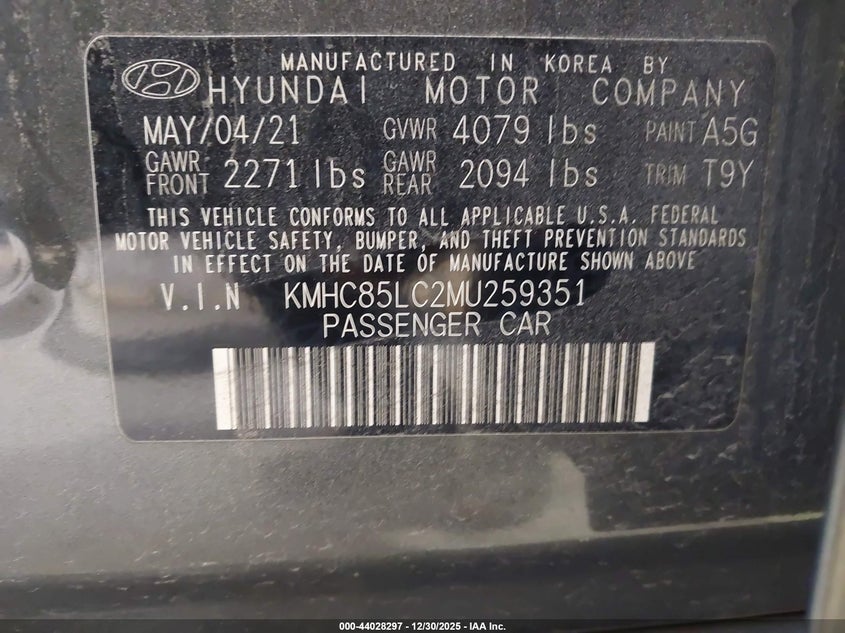 MANUFACTURED IN KOREA BY
HYUNDAI MOTOR COMPANY
MAY/04/21 GVWR 4079 lbs PAINT A5G
GAWR FRONT 2271 lbs GAWR REAR 2094 lbs TRIM T9Y
THIS VEHICLE CONFORMS TO ALL APPLICABLE U.S.A. FEDERAL
MOTOR VEHICLE SAFETY, BUMPER, AND THEFT PREVENTION STANDARDS
IN EFFECT ON THE DATE OF MANUFACTURE SHOWN ABOVE
V.I.N KMHC85LC2MU259351
PASSENGER CAR
000-44028297 - 12/30/2025 - IAA Inc.